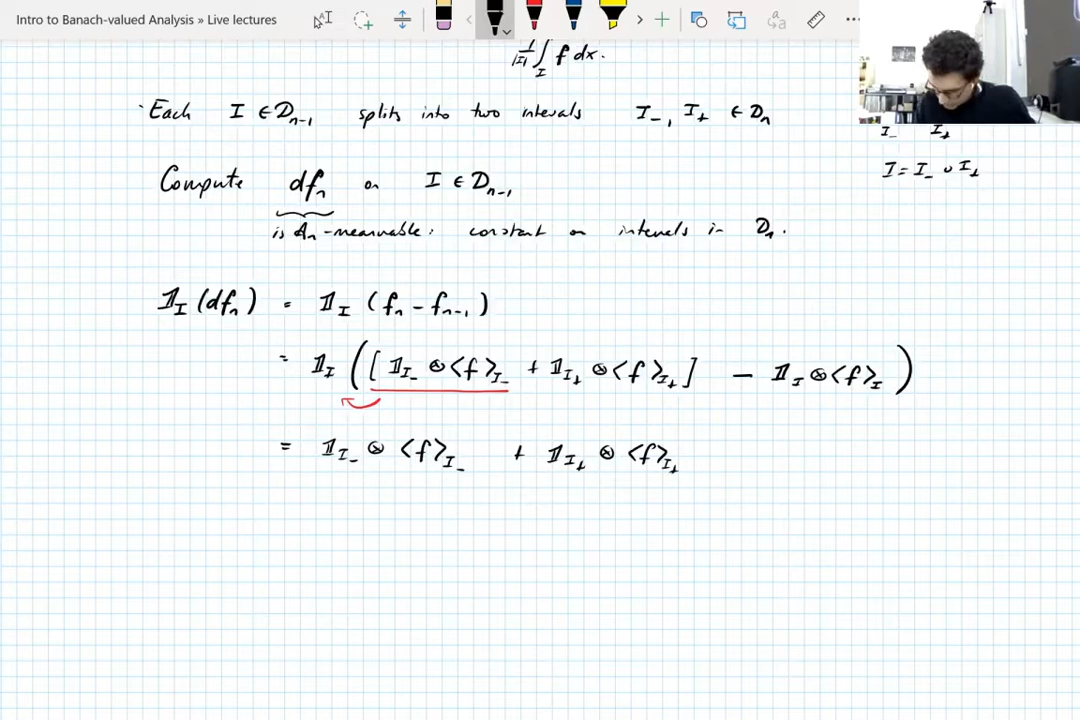 Intro to Banach-valued Analysis » Live lectures
1/|I| ∫_I f dx.
· Each I ∈ D_{n-1} splits into two intervals I_-, I_+ ∈ D_n
I_- I_+
I = I_- ∪ I_+
Compute df_n on I ∈ D_{n-1}
is A_n-measurable: constant on intervals in D_n.
𝟙_I (df_n) = 𝟙_I (f_n - f_{n-1})
= 𝟙_I ( [ 𝟙_{I_-} ⊗ <f>_{I_-} + 𝟙_{I_+} ⊗ <f>_{I_+} ] - 𝟙_I ⊗ <f>_I )
= 𝟙_{I_-} ⊗ <f>_{I_-} + 𝟙_{I_+} ⊗ <f>_{I_+}